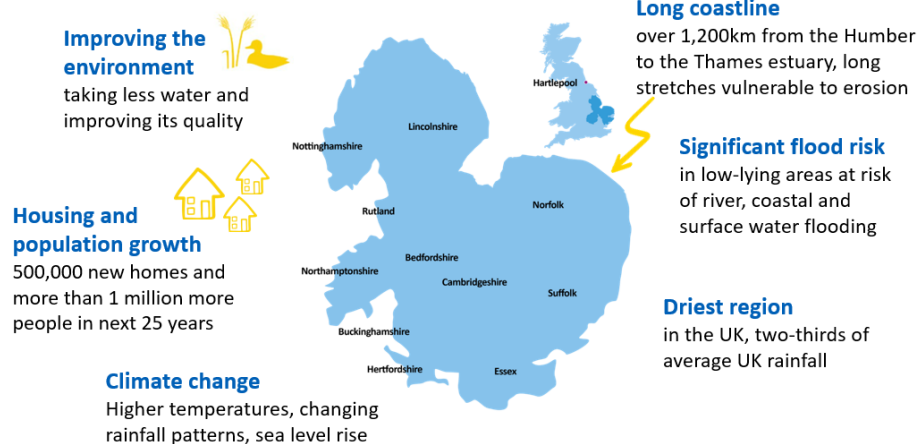 Improving the
environment
taking less water and
improving its quality
Long coastline
over 1,200km from the Humber
to the Thames estuary, long
stretches vulnerable to erosion
Hartlepool
Significant flood risk
in low-lying areas at risk
of river, coastal and
surface water flooding
Housing and
population growth
500,000 new homes and
more than 1 million more
people in next 25 years
Driest region
in the UK, two-thirds of
average UK rainfall
Climate change
Higher temperatures, changing
rainfall patterns, sea level rise
Lincolnshire
Nottinghamshire
Rutland
Norfolk
Bedfordshire
Northamptonshire
Cambridgeshire
Suffolk
Buckinghamshire
Hertfordshire
Essex